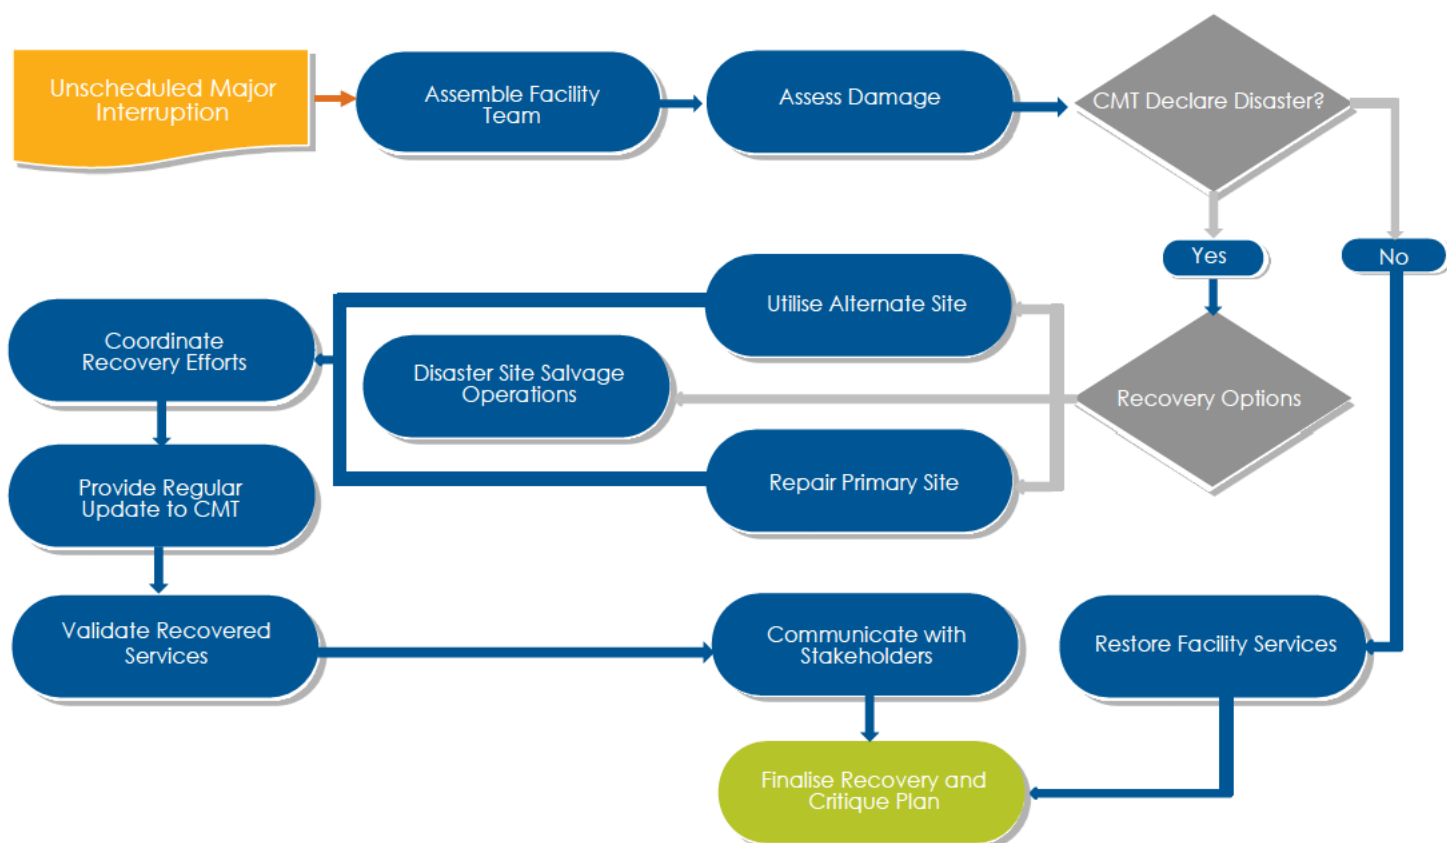 Unscheduled Major
Interruption
Assemble Facility
Team
Assess Damage
CMT Declare Disaster?
Yes
No
Utilise Alternate Site
Coordinate
Recovery Efforts
Disaster Site Salvage
Operations
Recovery Options
Provide Regular
Update to CMT
Repair Primary Site
Validate Recovered
Services
Communicate with
Stakeholders
Restore Facility Services
Finalise Recovery and
Critique Plan